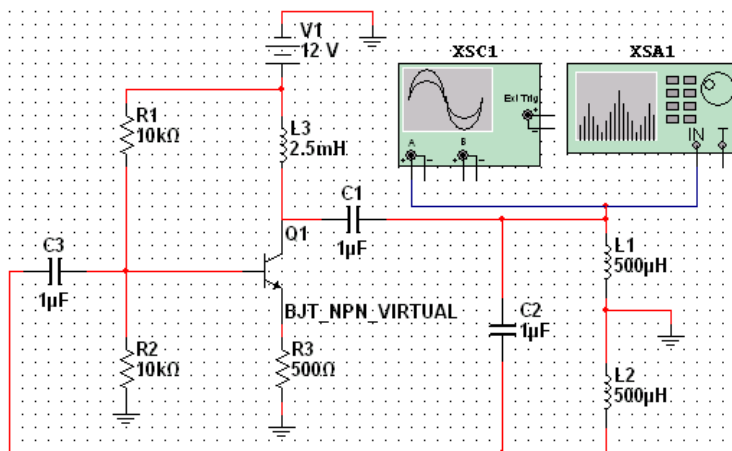 V1
12 V
XSC1
XSA1
Ext Trig
+
-
R1
10kΩ
L3
2.5mH
A
B
+ - + -
IN T
C1
1µF
Q1
L1
500µH
C3
1µF
BJT_NPN_VIRTUAL
C2
1µF
R2
10kΩ
R3
500Ω
L2
500µH